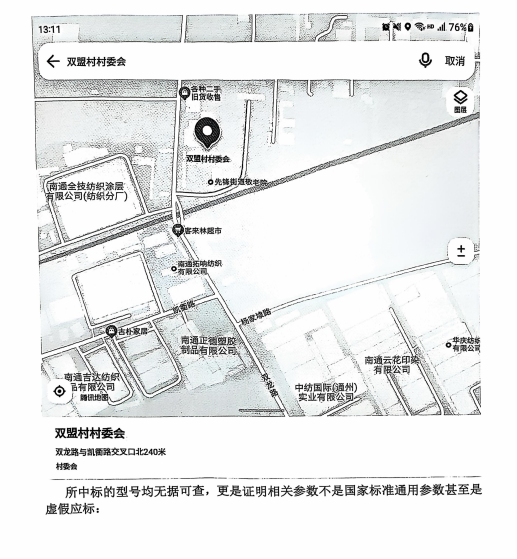 13:11
HD 76%
双盟村村委会
取消
各种二手
旧货收售
图层
双盟村村委会
先锋街道敬老院
南通全技纺织涂层
有限公司(纺织分厂)
客来林超市
南通拓响纺织
有限公司
凯衢路
杨家埭路
吉朴家居
南通正德塑胶
制品有限公司
华庆纺织
有限公司
南通云花印染
有限公司
南通吉达纺织
品有限公司
腾讯地图
双龙路
中纺国际(通州)
实业有限公司
双盟村村委会
双龙路与凯衢路交叉口北240米
村委会
所中标的型号均无据可查，更是证明相关参数不是国家标准通用参数甚至是
虚假应标：